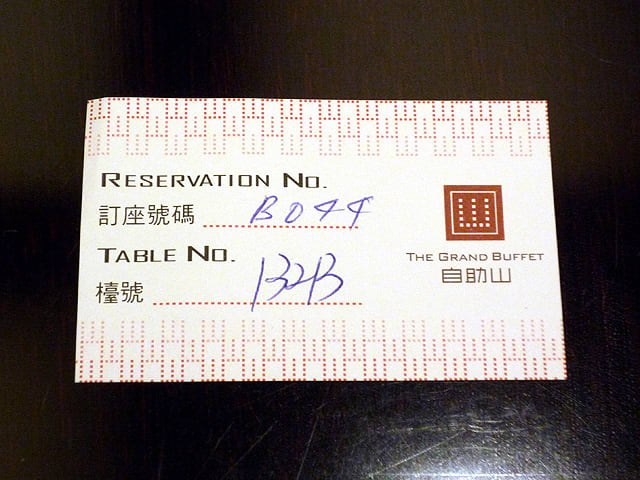 RESERVATION NO.
訂座號碼 B044
TABLE NO.
檯號 B2B
THE GRAND BUFFET
自助山